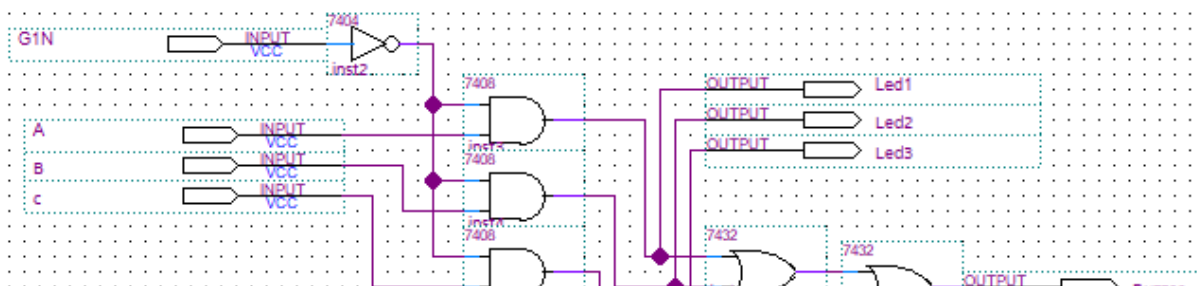 7404
G1N INPUT
VCC
inst2
7408
OUTPUT Led1
A INPUT
VCC
OUTPUT Led2
B INPUT
VCC
7408
OUTPUT Led3
c INPUT
VCC
7408
7432
7432
OUTPUT